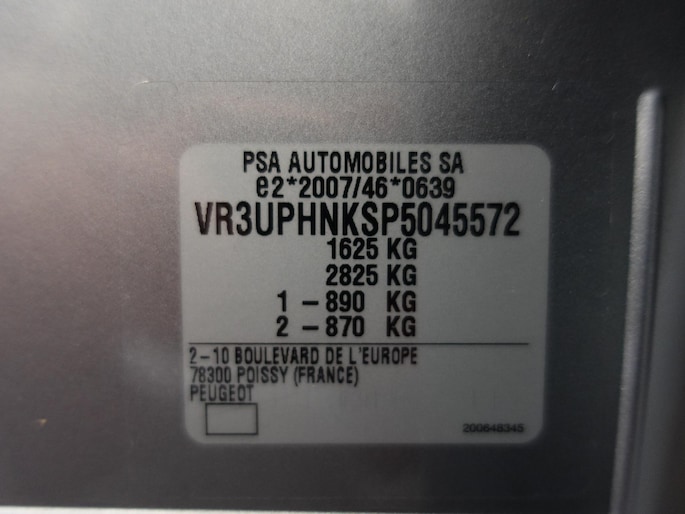 PSA AUTOMOBILES SA
e2*2007/46*0639
VR3UPHNKSP5045572
1625 KG
2825 KG
1 – 890 KG
2 – 870 KG
2–10 BOULEVARD DE L'EUROPE
78300 POISSY (FRANCE)
PEUGEOT
200648345